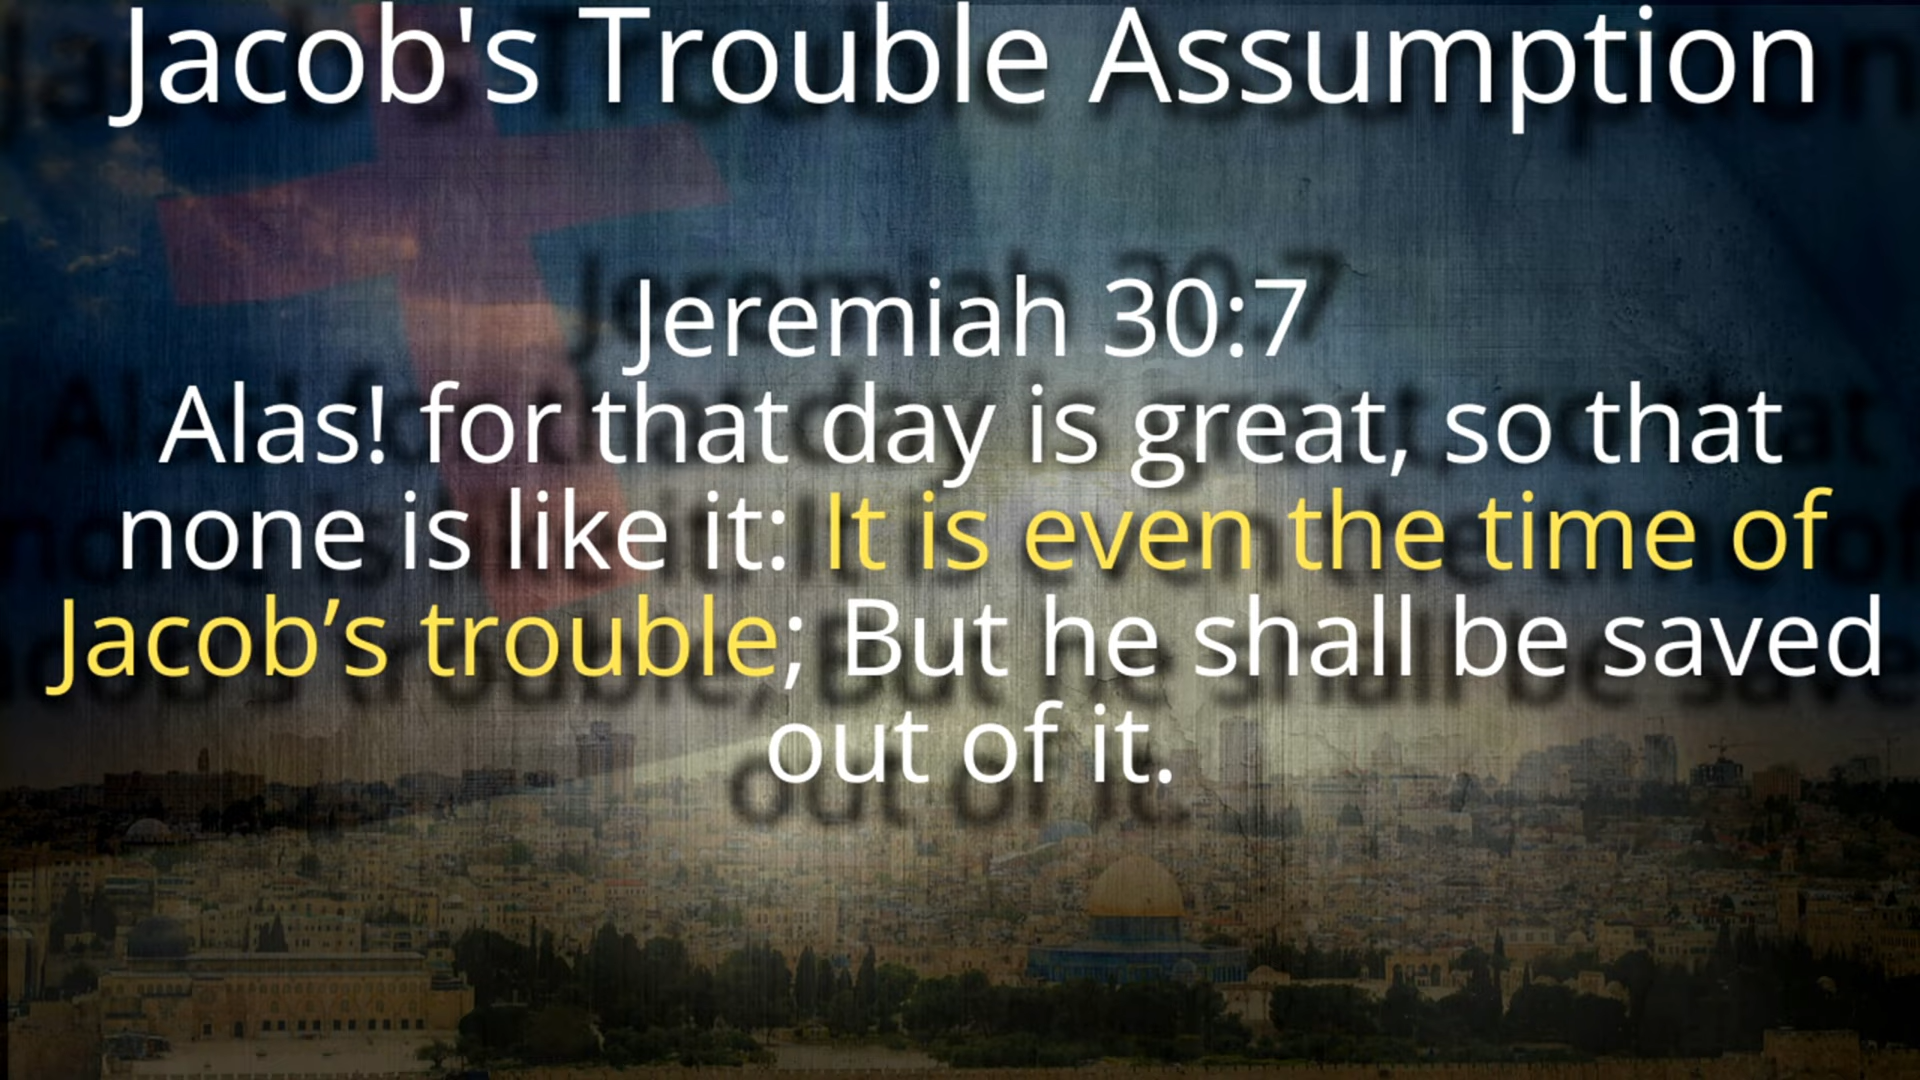 Jacob's Trouble Assumption
Jeremiah 30:7
Alas! for that day is great, so that
none is like it: It is even the time of
Jacob’s trouble; But he shall be saved
out of it.